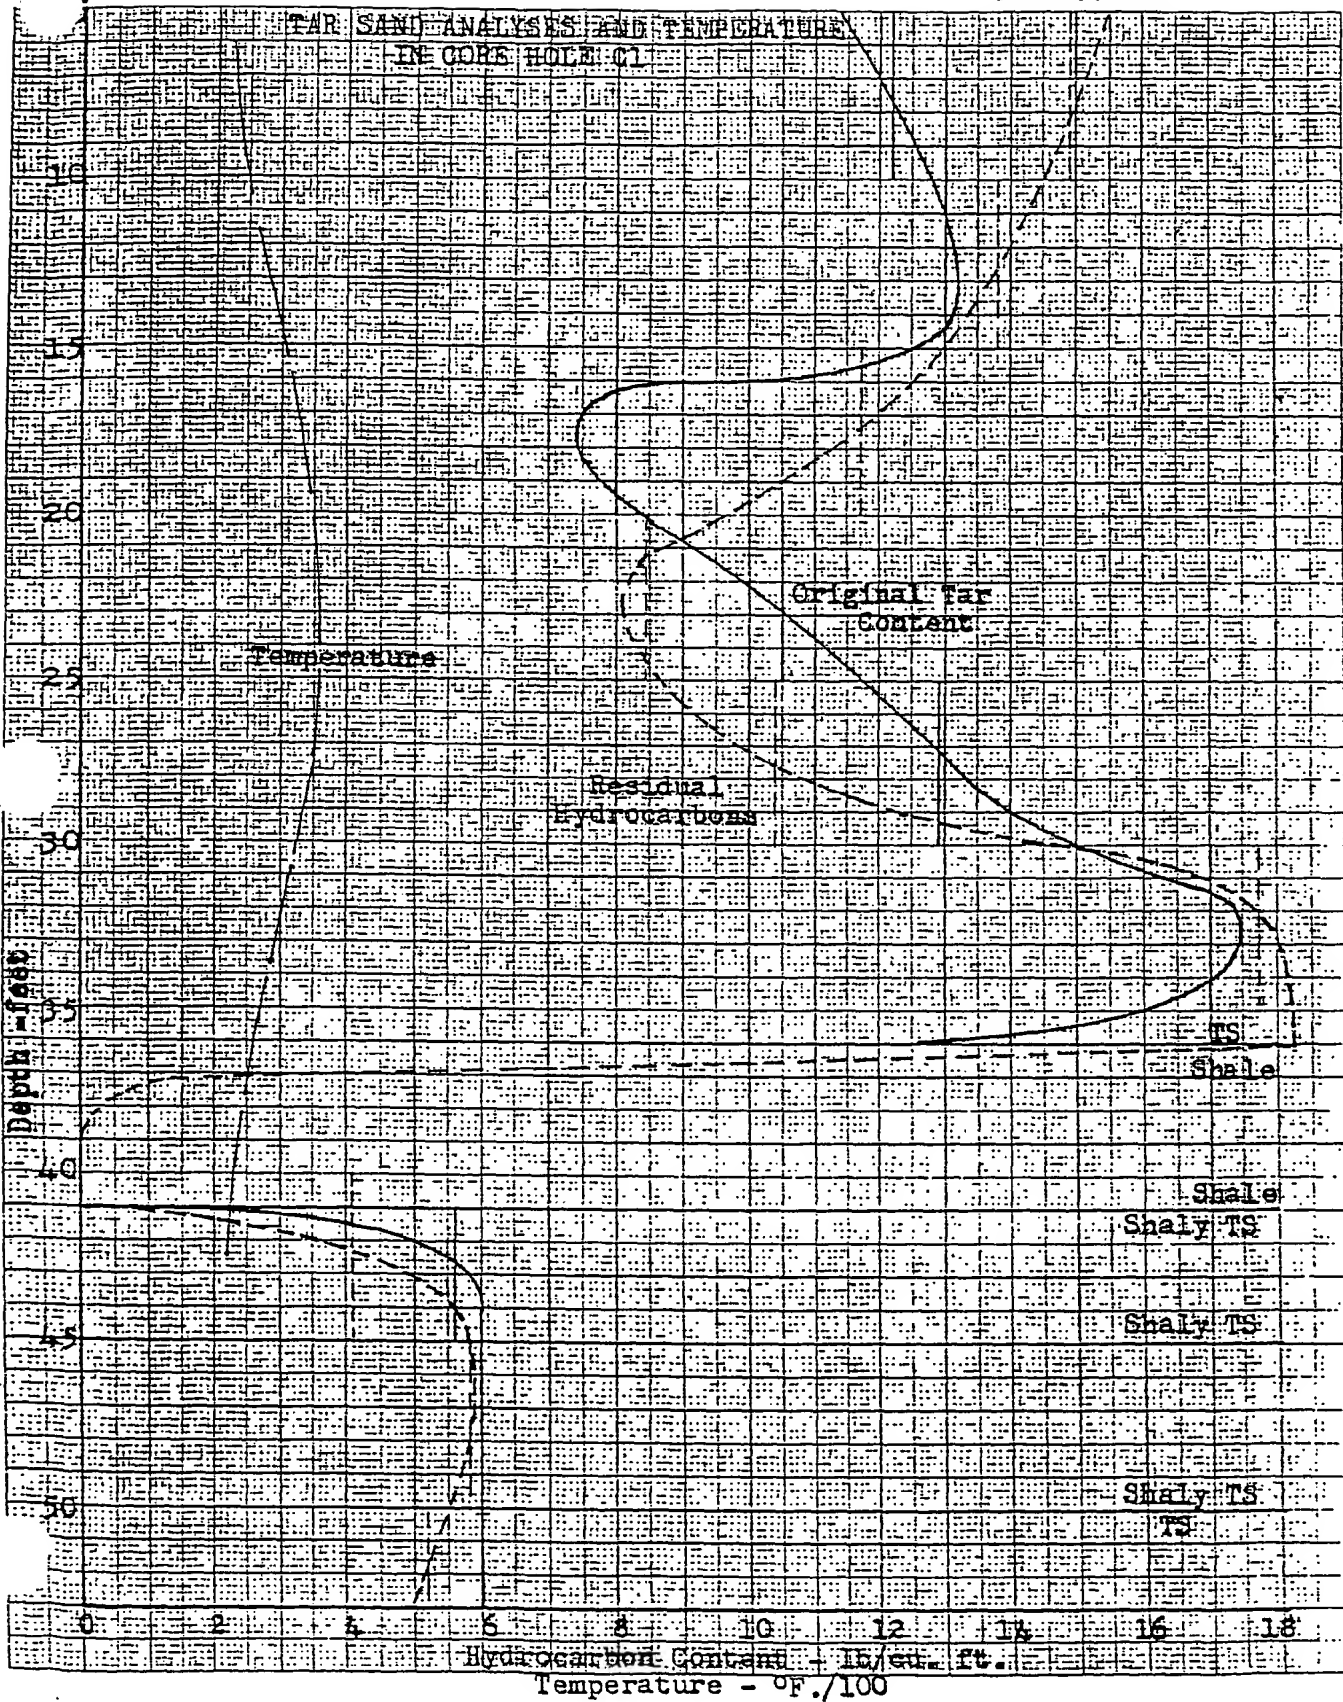 TAR SAND ANALYSES AND TEMPERATURE
IN CORE HOLE C1
10
15
20
Original Tar
Content
Temperature
25
Residual
Hydrocarbons
30
Depth - feet
35
TS
Shale
40
Shale
Shaly TS
45
Shaly TS
50
Shaly TS
TS
0 2 4 6 8 10 12 14 16 18
Hydrocarbon Content - lb/cu. ft.
Temperature - °F./100